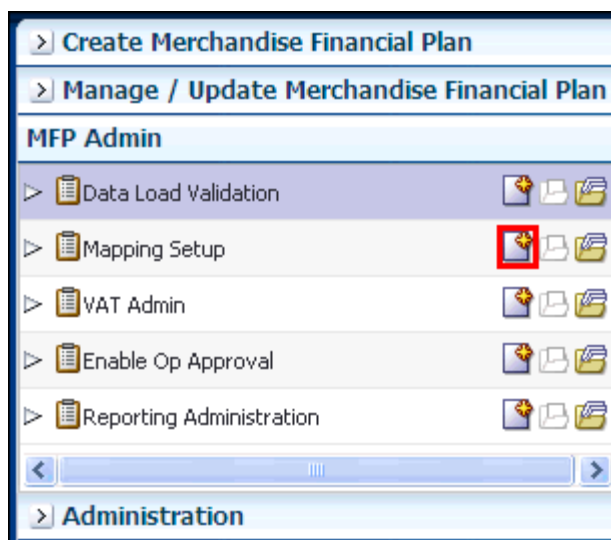 Create Merchandise Financial Plan
Manage / Update Merchandise Financial Plan
MFP Admin
Data Load Validation
Mapping Setup
VAT Admin
Enable Op Approval
Reporting Administration
Administration